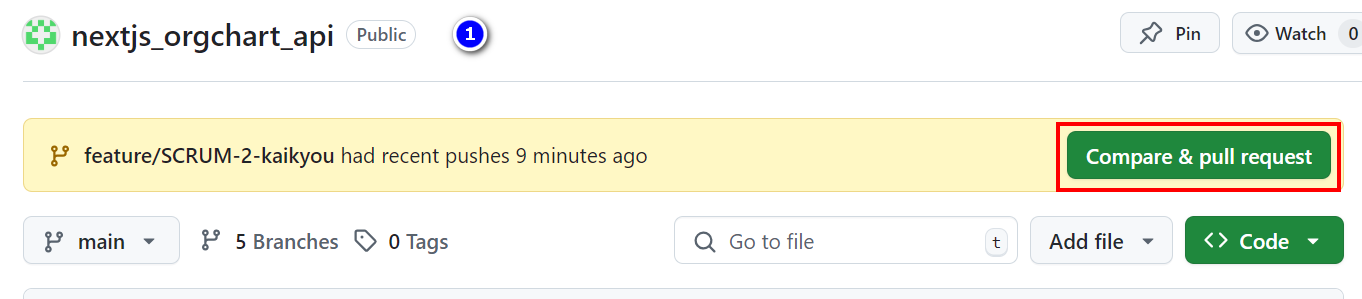 nextjs_orgchart_api Public 1 Pin Watch 0
feature/SCRUM-2-kaikyou had recent pushes 9 minutes ago Compare & pull request
main 5 Branches 0 Tags Go to file t Add file Code